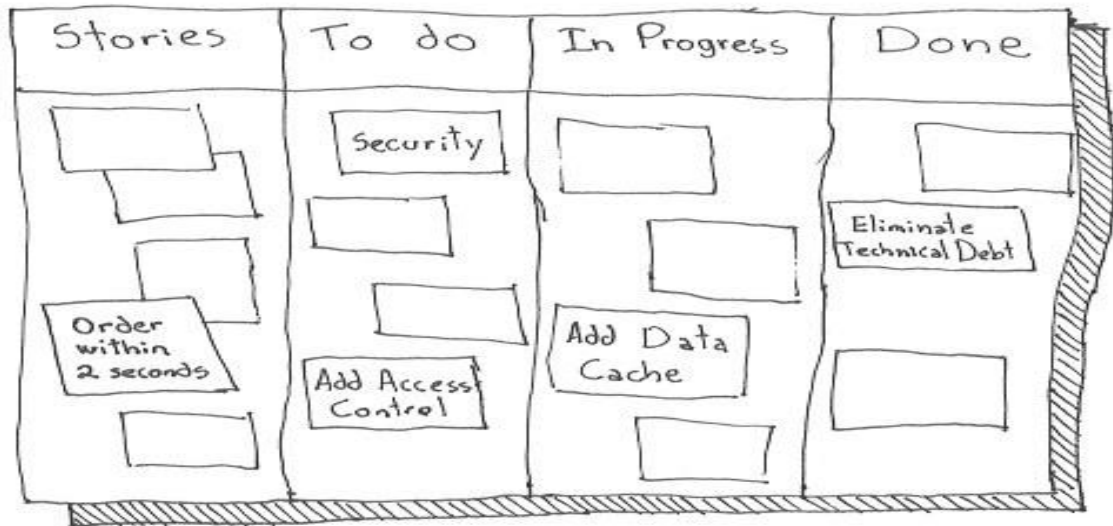 Stories
To do
In Progress
Done
Order
within
2 seconds
Security
Add Access
Control
Add Data
Cache
Eliminate
Technical Debt